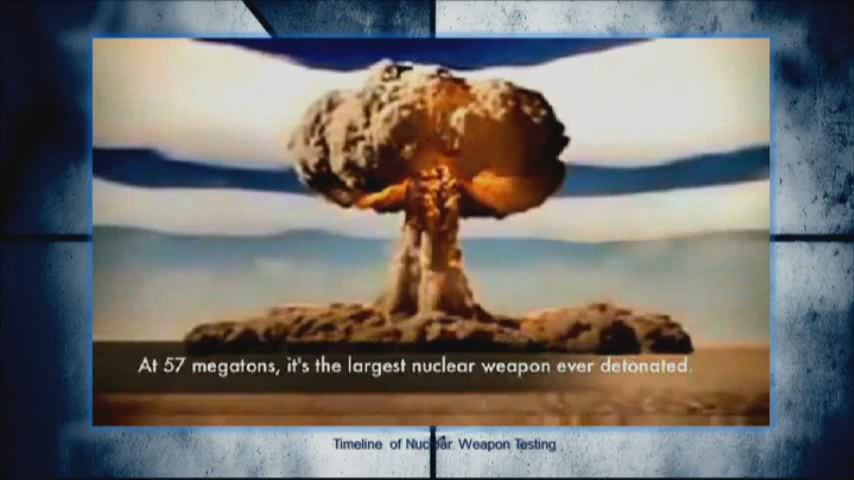 At 57 megatons, it's the largest nuclear weapon ever detonated.
Timeline of Nuclear Weapon Testing